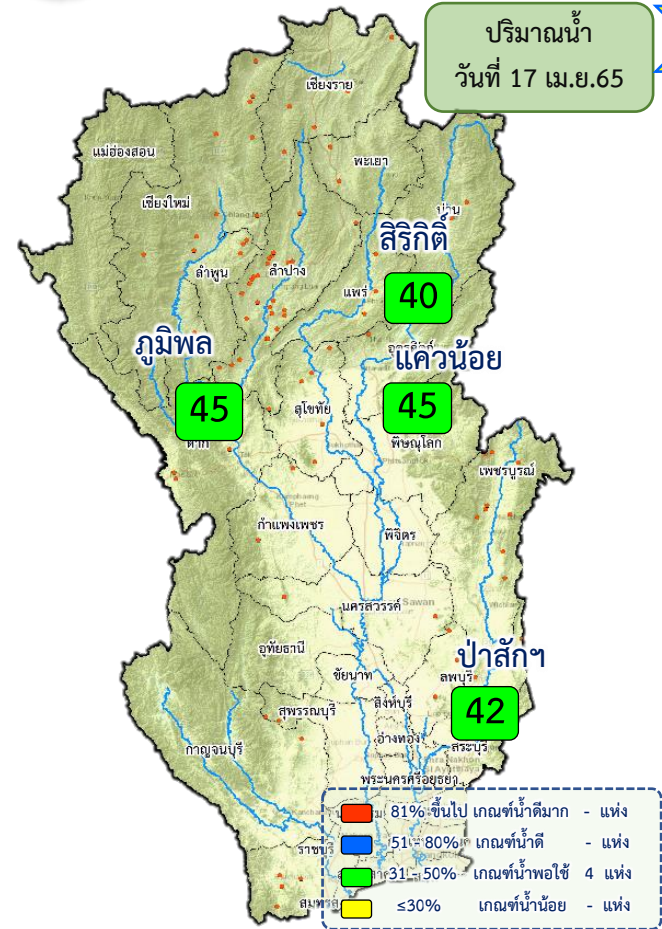 ปริมาณน้ำ
วันที่ 17 เม.ย.65
เชียงราย
แม่ฮ่องสอน
พะเยา
เชียงใหม่
น่าน
สิริกิติ์
ลำพูน
ลำปาง
40
แพร่
ภูมิพล
แควน้อย
45
45
สุโขทัย
ตาก
พิษณุโลก
เพชรบูรณ์
กำแพงเพชร
พิจิตร
นครสวรรค์
อุทัยธานี
ป่าสักฯ
ชัยนาท
ลพบุรี
สิงห์บุรี
สุพรรณบุรี
42
อ่างทอง
สระบุรี
กาญจนบุรี
พระนครศรีอยุธยา
81% ขึ้นไป เกณฑ์น้ำดีมาก - แห่ง
51 - 80% เกณฑ์น้ำดี - แห่ง
ราชบุรี
31 - 50% เกณฑ์น้ำพอใช้ 4 แห่ง
≤30% เกณฑ์น้ำน้อย - แห่ง